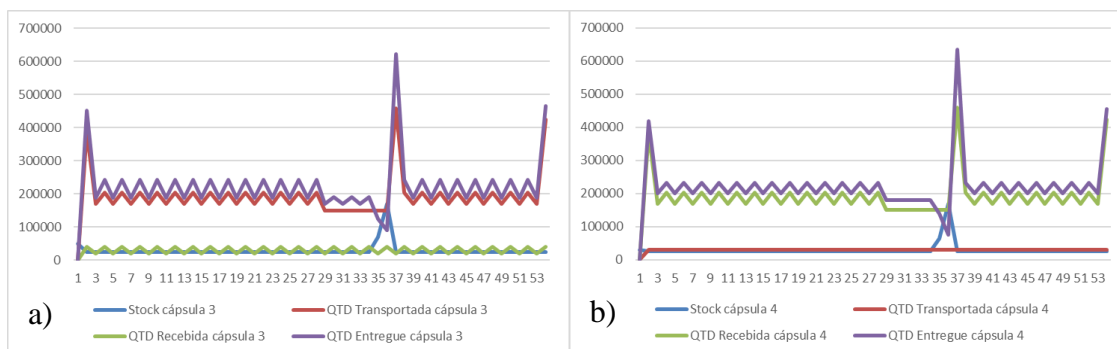 700000
600000
500000
400000
300000
200000
100000
0
1 3 5 7 9 11 13 15 17 19 21 23 25 27 29 31 33 35 37 39 41 43 45 47 49 51 53
a)
Stock cápsula 3
QTD Transportada cápsula 3
QTD Recebida cápsula 3
QTD Entregue cápsula 3
700000
600000
500000
400000
300000
200000
100000
0
1 3 5 7 9 11 13 15 17 19 21 23 25 27 29 31 33 35 37 39 41 43 45 47 49 51 53
b)
Stock cápsula 4
QTD Transportada cápsula 4
QTD Recebida cápsula 4
QTD Entregue cápsula 4